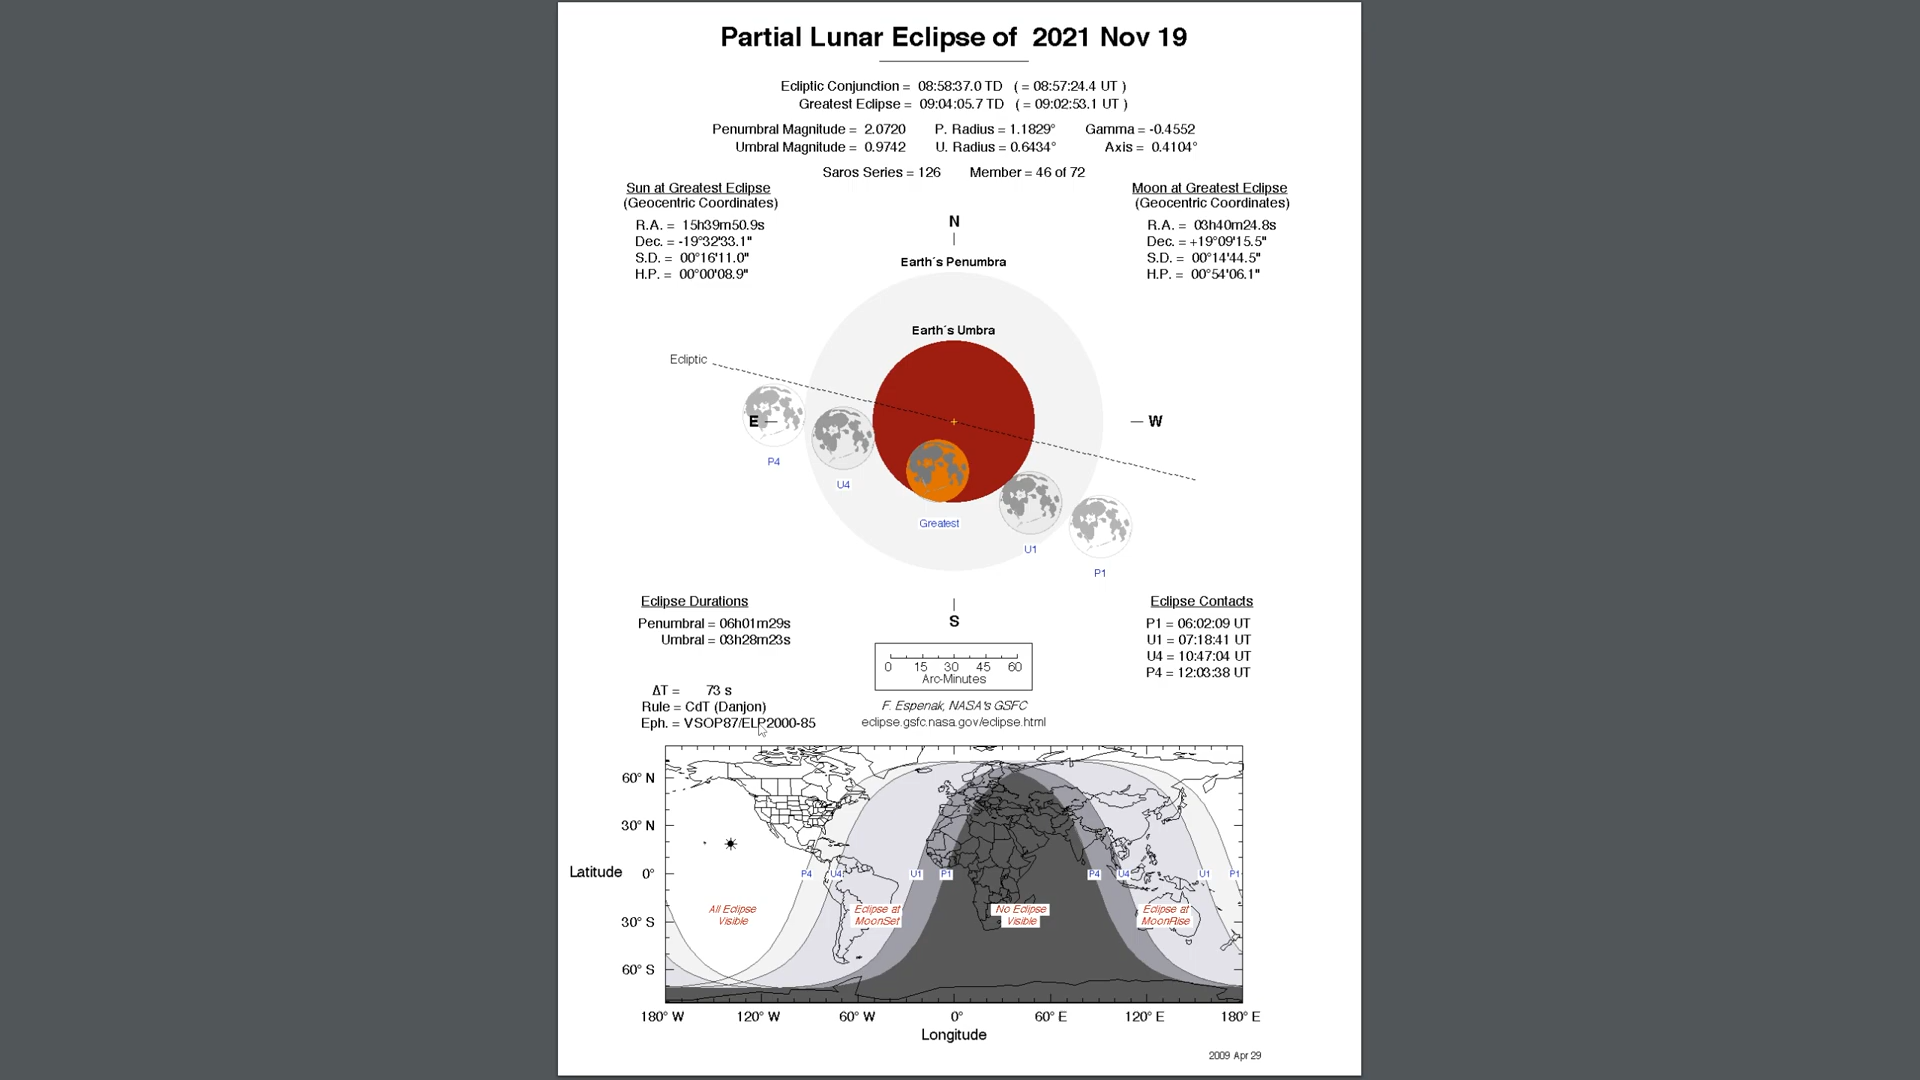 Partial Lunar Eclipse of 2021 Nov 19
Ecliptic Conjunction = 08:58:37.0 TD ( = 08:57:24.4 UT )
Greatest Eclipse = 09:04:05.7 TD ( = 09:02:53.1 UT )
Penumbral Magnitude = 2.0720 P. Radius = 1.1829° Gamma = -0.4552
Umbral Magnitude = 0.9742 U. Radius = 0.6434° Axis = 0.4104°
Saros Series = 126 Member = 46 of 72
Sun at Greatest Eclipse
(Geocentric Coordinates)
R.A. = 15h39m50.9s
Dec. = -19°32'33.1"
S.D. = 00°16'11.0"
H.P. = 00°00'08.9"
Moon at Greatest Eclipse
(Geocentric Coordinates)
R.A. = 03h40m24.8s
Dec. = +19°09'15.5"
S.D. = 00°14'44.5"
H.P. = 00°54'06.1"
N
Earth´s Penumbra
Earth´s Umbra
Ecliptic
E
W
P4
U4
Greatest
U1
P1
S
Eclipse Durations
Penumbral = 06h01m29s
Umbral = 03h28m23s
Eclipse Contacts
P1 = 06:02:09 UT
U1 = 07:18:41 UT
U4 = 10:47:04 UT
P4 = 12:03:38 UT
0 15 30 45 60
Arc-Minutes
ΔT = 73 s
Rule = CdT (Danjon)
Eph. = VSOP87/ELP2000-85
F. Espenak, NASA's GSFC
eclipse.gsfc.nasa.gov/eclipse.html
60° N
30° N
Latitude 0°
30° S
60° S
P4 U4 U1 P1 P4 U4 U1 P1
All Eclipse
Visible
Eclipse at
MoonSet
No Eclipse
Visible
Eclipse at
MoonRise
180° W 120° W 60° W 0° 60° E 120° E 180° E
Longitude
2009 Apr 29